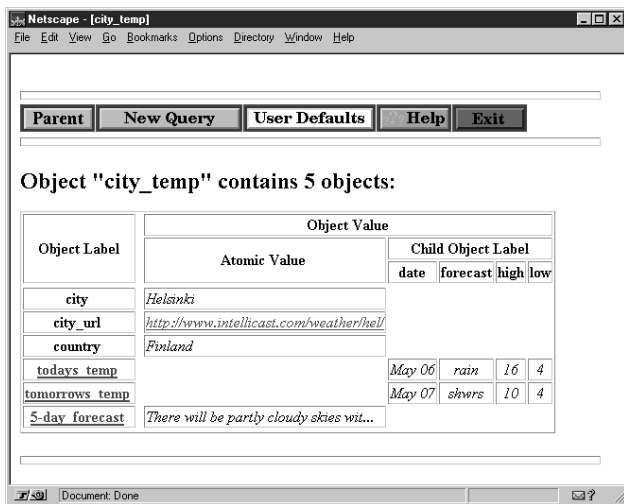 Netscape - [city_temp]
File Edit View Go Bookmarks Options Directory Window Help
Parent New Query User Defaults ??? Help Exit
Object "city_temp" contains 5 objects:
Object Label Object Value
Atomic Value Child Object Label
date forecast high low
city Helsinki
city_url http://www.intellicast.com/weather/hel/
country Finland
todays_temp May 06 rain 16 4
tomorrows_temp May 07 shwrs 10 4
5-day_forecast There will be partly cloudy skies wit...
Document: Done